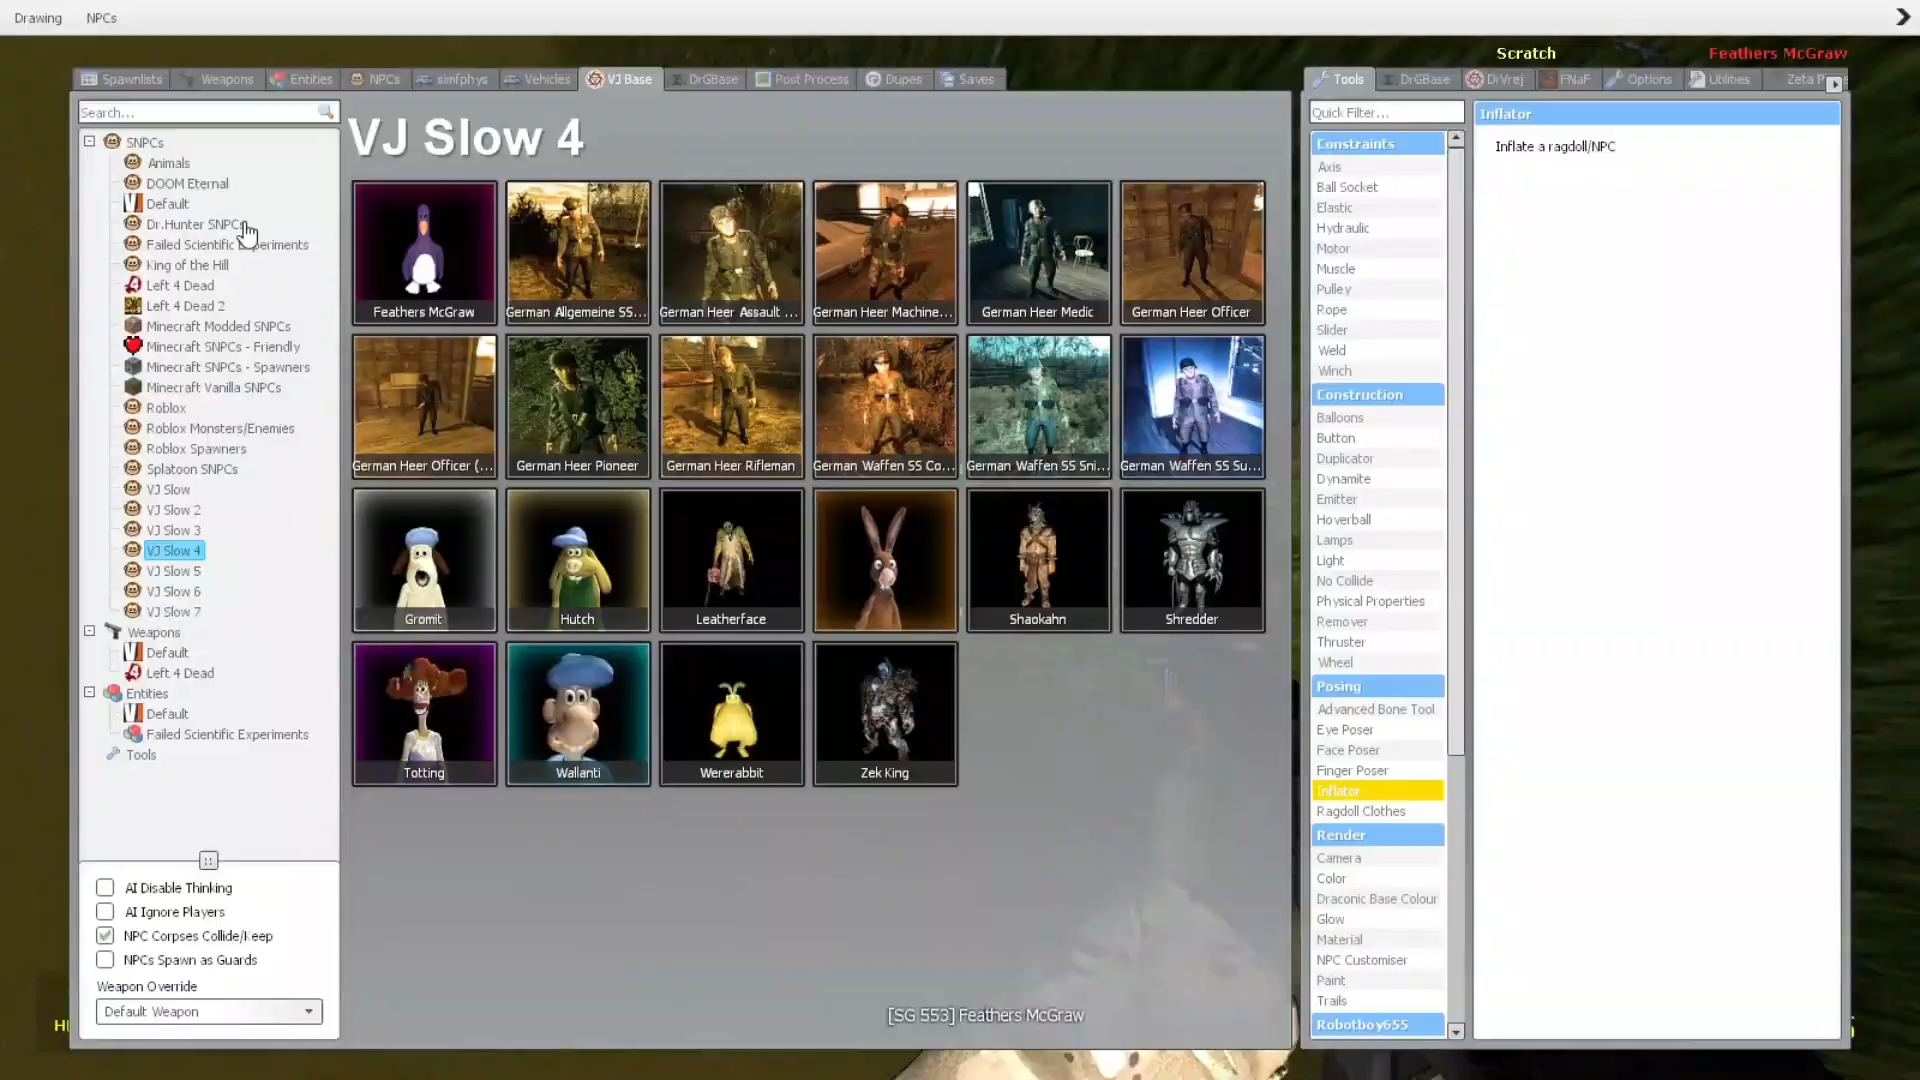 Drawing NPCs
Scratch Feathers McGraw
Spawnlists Weapons Entities NPCs simfphys Vehicles VJ Base DrGBase Post Process Dupes Saves
Tools DrGBase DrVrej FNaF Options Utilities Zeta P
Search...
SNPCs
Animals
DOOM Eternal
Default
Dr.Hunter SNPCs
Failed Scientific Experiments
King of the Hill
Left 4 Dead
Left 4 Dead 2
Minecraft Modded SNPCs
Minecraft SNPCs - Friendly
Minecraft SNPCs - Spawners
Minecraft Vanilla SNPCs
Roblox
Roblox Monsters/Enemies
Roblox Spawners
Splatoon SNPCs
VJ Slow
VJ Slow 2
VJ Slow 3
VJ Slow 4
VJ Slow 5
VJ Slow 6
VJ Slow 7
Weapons
Default
Left 4 Dead
Entities
Default
Failed Scientific Experiments
Tools
AI Disable Thinking
AI Ignore Players
NPC Corpses Collide/Keep
NPCs Spawn as Guards
Weapon Override
Default Weapon
VJ Slow 4
Feathers McGraw German Allgemeine SS... German Heer Assault ... German Heer Machine... German Heer Medic German Heer Officer
German Heer Officer (... German Heer Pioneer German Heer Rifleman German Waffen SS Co... German Waffen SS Sni... German Waffen SS Su...
Gromit Hutch Leatherface Shaokahn Shredder
Totting Wallanti Wererabbit Zek King
[SG 553] Feathers McGraw
Quick Filter...
Constraints
Axis
Ball Socket
Elastic
Hydraulic
Motor
Muscle
Pulley
Rope
Slider
Weld
Winch
Construction
Balloons
Button
Duplicator
Dynamite
Emitter
Hoverball
Lamps
Light
No Collide
Physical Properties
Remover
Thruster
Wheel
Posing
Advanced Bone Tool
Eye Poser
Face Poser
Finger Poser
Inflator
Ragdoll Clothes
Render
Camera
Color
Draconic Base Colour
Glow
Material
NPC Customiser
Paint
Trails
Robotboy655
Inflator
Inflate a ragdoll/NPC